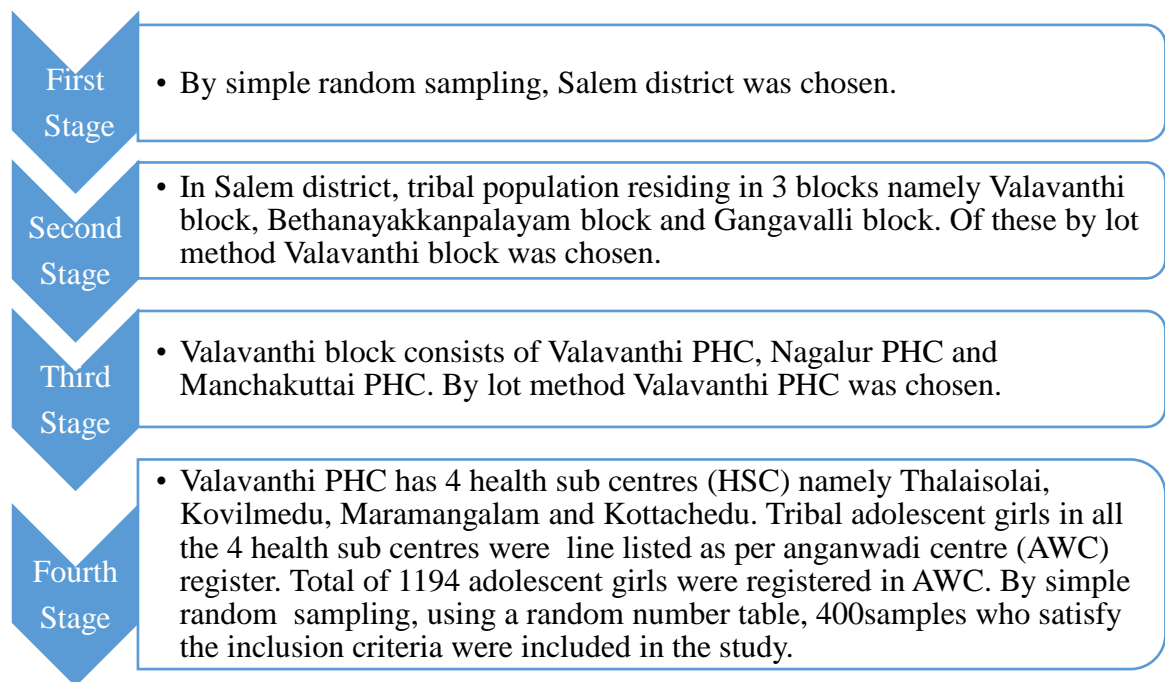 First
Stage
• By simple random sampling, Salem district was chosen.
Second
Stage
• In Salem district, tribal population residing in 3 blocks namely Valavanthi
block, Bethanayakkanpalayam block and Gangavalli block. Of these by lot
method Valavanthi block was chosen.
Third
Stage
• Valavanthi block consists of Valavanthi PHC, Nagalur PHC and
Manchakuttai PHC. By lot method Valavanthi PHC was chosen.
Fourth
Stage
• Valavanthi PHC has 4 health sub centres (HSC) namely Thalaisolai,
Kovilmedu, Maramangalam and Kottachedu. Tribal adolescent girls in all
the 4 health sub centres were line listed as per anganwadi centre (AWC)
register. Total of 1194 adolescent girls were registered in AWC. By simple
random sampling, using a random number table, 400samples who satisfy
the inclusion criteria were included in the study.